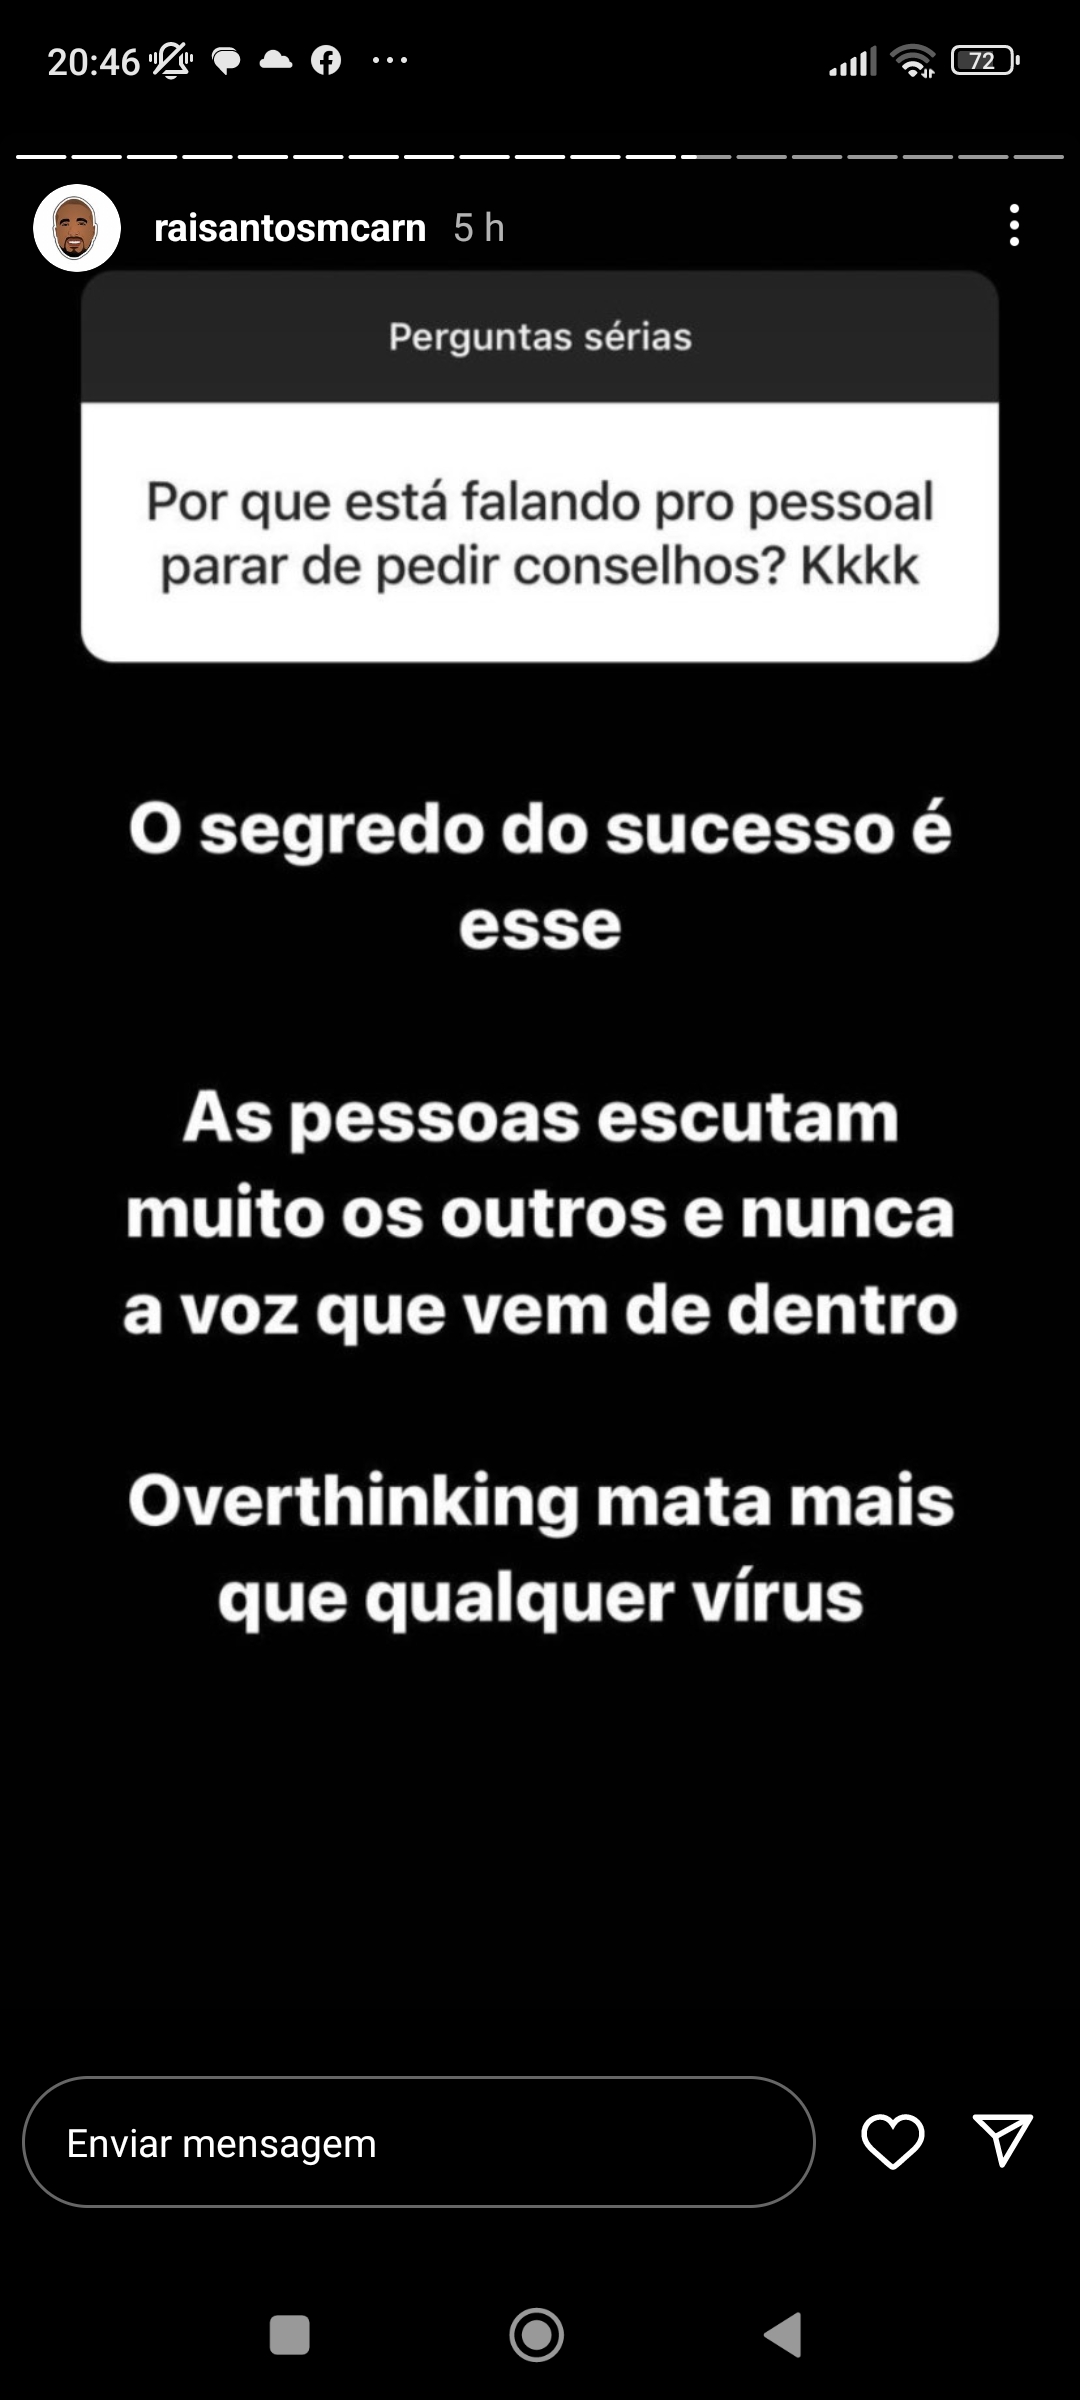 20:46
72
raisantosmcarn 5 h
Perguntas sérias
Por que está falando pro pessoal
parar de pedir conselhos? Kkkk
O segredo do sucesso é
esse
As pessoas escutam
muito os outros e nunca
a voz que vem de dentro
Overthinking mata mais
que qualquer vírus
Enviar mensagem